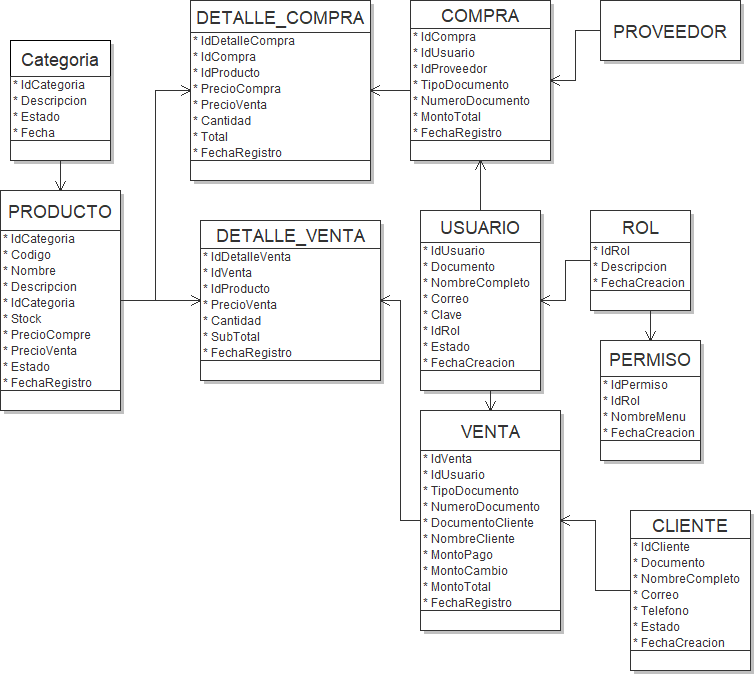 Categoria
* IdCategoria
* Descripcion
* Estado
* Fecha
DETALLE_COMPRA
* IdDetalleCompra
* IdCompra
* IdProducto
* PrecioCompra
* PrecioVenta
* Cantidad
* Total
* FechaRegistro
COMPRA
* IdCompra
* IdUsuario
* IdProveedor
* TipoDocumento
* NumeroDocumento
* MontoTotal
* FechaRegistro
PROVEEDOR
PRODUCTO
* IdCategoria
* Codigo
* Nombre
* Descripcion
* IdCategoria
* Stock
* PrecioCompre
* PrecioVenta
* Estado
* FechaRegistro
DETALLE_VENTA
* IdDetalleVenta
* IdVenta
* IdProducto
* PrecioVenta
* Cantidad
* SubTotal
* FechaRegistro
USUARIO
* IdUsuario
* Documento
* NombreCompleto
* Correo
* Clave
* IdRol
* Estado
* FechaCreacion
ROL
* IdRol
* Descripcion
* FechaCreacion
PERMISO
* IdPermiso
* IdRol
* NombreMenu
* FechaCreacion
VENTA
* IdVenta
* IdUsuario
* TipoDocumento
* NumeroDocumento
* DocumentoCliente
* NombreCliente
* MontoPago
* MontoCambio
* MontoTotal
* FechaRegistro
CLIENTE
* IdCliente
* Documento
* NombreCompleto
* Correo
* Telefono
* Estado
* FechaCreacion